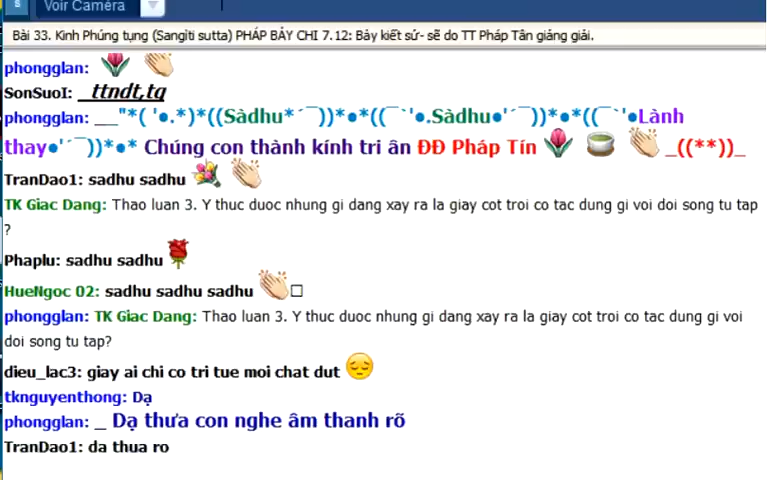 s Voir Caméra
Bài 33. Kinh Phúng tụng (Sangiti sutta) PHÁP BẢY CHI 7.12: Bảy kiết sử- sẽ do TT Pháp Tân giảng giải.
phongglan:
SonSuoI: _ttndt,tg
phongglan: __"*( '●.*)*((Sàdhu*´¯))*●*((¯`'●.Sàdhu●'´¯))*●*((¯`'●Lành
thay●'´¯))*●* Chúng con thành kính tri ân ĐĐ Pháp Tín _((**))_
TranDao1: sadhu sadhu
TK Giac Dang: Thao luan 3. Y thuc duoc nhung gi dang xay ra la giay cot troi co tac dung gi voi doi song tu tap
?
Phaplu: sadhu sadhu
HueNgoc 02: sadhu sadhu sadhu
phongglan: TK Giac Dang: Thao luan 3. Y thuc duoc nhung gi dang xay ra la giay cot troi co tac dung gi voi
doi song tu tap?
dieu_lac3: giay ai chi co tri tue moi chat dut
tknguyenthong: Dạ
phongglan: _ Dạ thưa con nghe âm thanh rõ
TranDao1: da thua ro